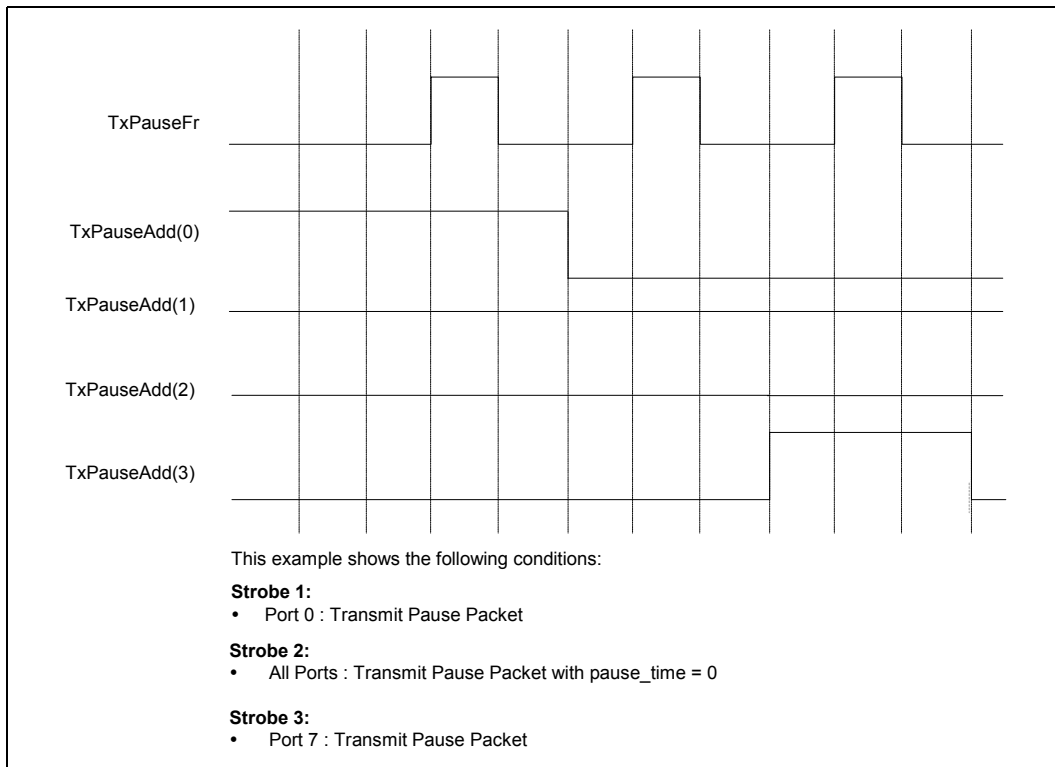 TxPauseFr
TxPauseAdd(0)
TxPauseAdd(1)
TxPauseAdd(2)
TxPauseAdd(3)
This example shows the following conditions:
Strobe 1:
• Port 0 : Transmit Pause Packet
Strobe 2:
• All Ports : Transmit Pause Packet with pause_time = 0
Strobe 3:
• Port 7 : Transmit Pause Packet